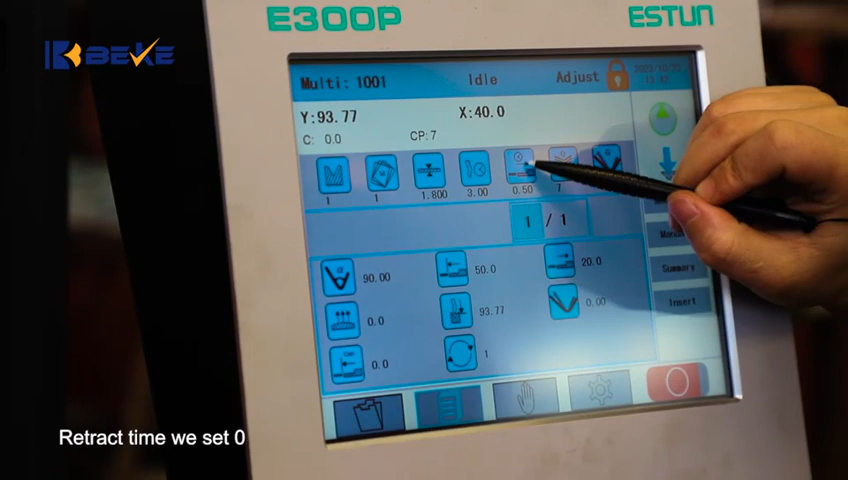 E300P
ESTUN
BEKE
Multi: 1001
Idle
Adjust
Y:93.77
X:40.0
C: 0.0
CP:7
1
1
1.800
3.00
0.50
7
1 / 1
90.00
50.0
20.0
0.0
93.77
0.00
0.0
1
Summary
Insert
Retract time we set 0